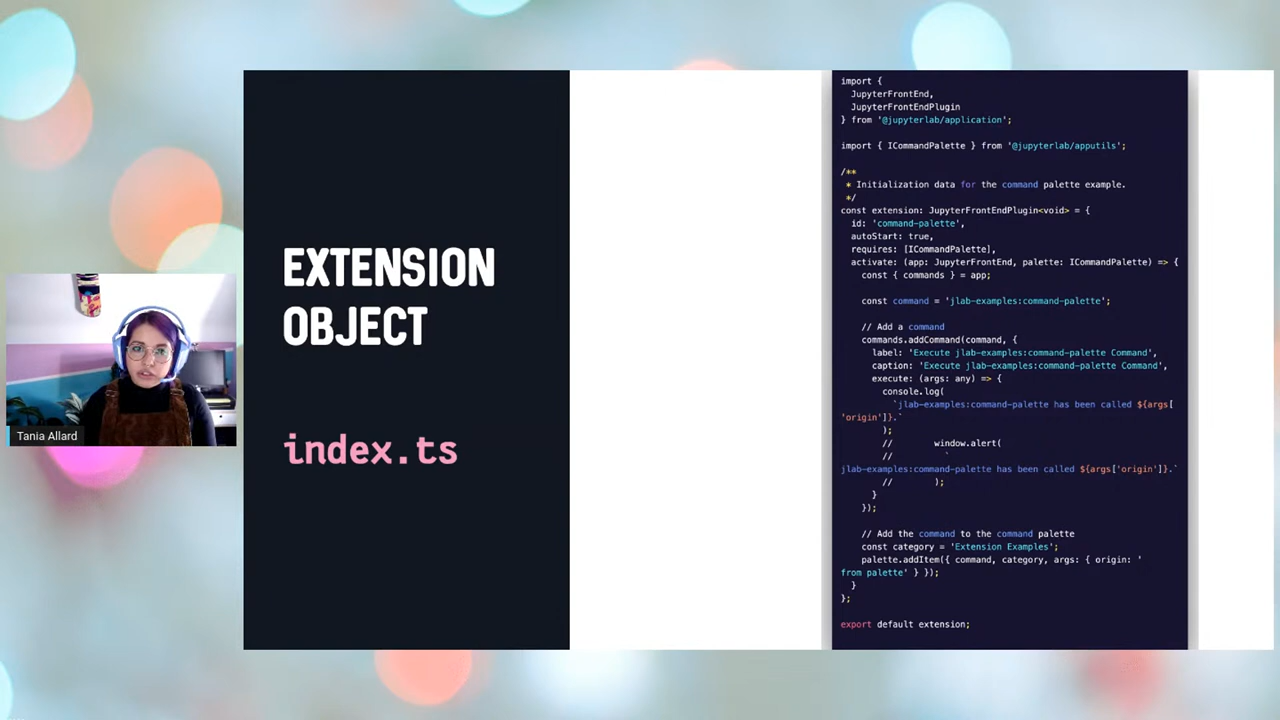 EXTENSION
OBJECT
index.ts
Tania Allard
import {
  JupyterFrontEnd,
  JupyterFrontEndPlugin
} from '@jupyterlab/application';
import { ICommandPalette } from '@jupyterlab/apputils';
/**
 * Initialization data for the command palette example.
 */
const extension: JupyterFrontEndPlugin<void> = {
  id: 'command-palette',
  autoStart: true,
  requires: [ICommandPalette],
  activate: (app: JupyterFrontEnd, palette: ICommandPalette) => {
    const { commands } = app;
    const command = 'jlab-examples:command-palette';
    // Add a command
    commands.addCommand(command, {
      label: 'Execute jlab-examples:command-palette Command',
      caption: 'Execute jlab-examples:command-palette Command',
      execute: (args: any) => {
        console.log(
          `jlab-examples:command-palette has been called ${args[
'origin']}.`
        );
        //        window.alert(
        //          `
jlab-examples:command-palette has been called ${args['origin']}.`
        //        );
      }
    });
    // Add the command to the command palette
    const category = 'Extension Examples';
    palette.addItem({ command, category, args: { origin: '
from palette' } });
  }
};
export default extension;